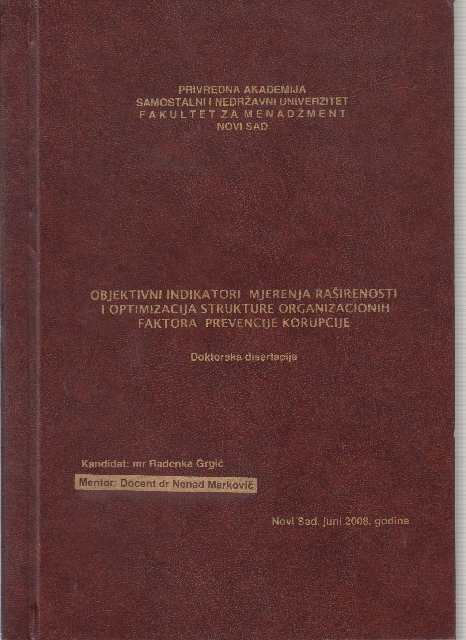 PRIVREDNA AKADEMIJA
SAMOSTALNI I NEDRŽAVNI UNIVERZITET
FAKULTET ZA MENADŽMENT
NOVI SAD
OBJEKTIVNI INDIKATORI MJERENJA RAŠIRENOSTI
I OPTIMIZACIJA STRUKTURE ORGANIZACIONIH
FAKTORA PREVENCIJE KORUPCIJE
Doktorska disertacija
Kandidat: mr Radenka Grgić
Mentor: Docent dr Nenad Marković
Novi Sad, juni 2008. godine